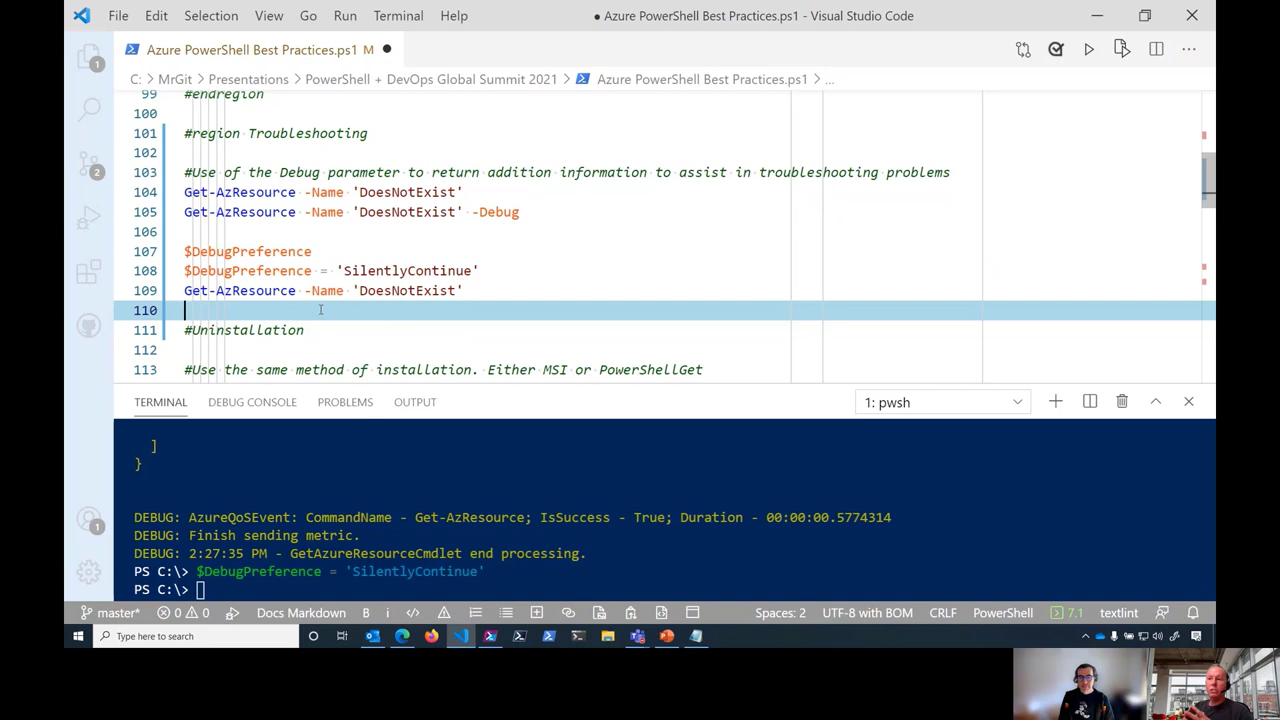 File Edit Selection View Go Run Terminal Help ● Azure PowerShell Best Practices.ps1 - Visual Studio Code
Azure PowerShell Best Practices.ps1 M
C: > MrGit > Presentations > PowerShell + DevOps Global Summit 2021 > Azure PowerShell Best Practices.ps1 > ...
99 #endregion
100
101 #region Troubleshooting
102
103 #Use of the Debug parameter to return addition information to assist in troubleshooting problems
104 Get-AzResource -Name 'DoesNotExist'
105 Get-AzResource -Name 'DoesNotExist' -Debug
106
107 $DebugPreference
108 $DebugPreference = 'SilentlyContinue'
109 Get-AzResource -Name 'DoesNotExist'
110
111 #Uninstallation
112
113 #Use the same method of installation. Either MSI or PowerShellGet
1
2
1
TERMINAL DEBUG CONSOLE PROBLEMS OUTPUT 1: pwsh
]
}
DEBUG: AzureQoSEvent: CommandName - Get-AzResource; IsSuccess - True; Duration - 00:00:00.5774314
DEBUG: Finish sending metric.
DEBUG: 2:27:35 PM - GetAzureResourceCmdlet end processing.
PS C:\> $DebugPreference = 'SilentlyContinue'
PS C:\>
master* 0 0 Docs Markdown B i Spaces: 2 UTF-8 with BOM CRLF PowerShell 7.1 textlint
Type here to search